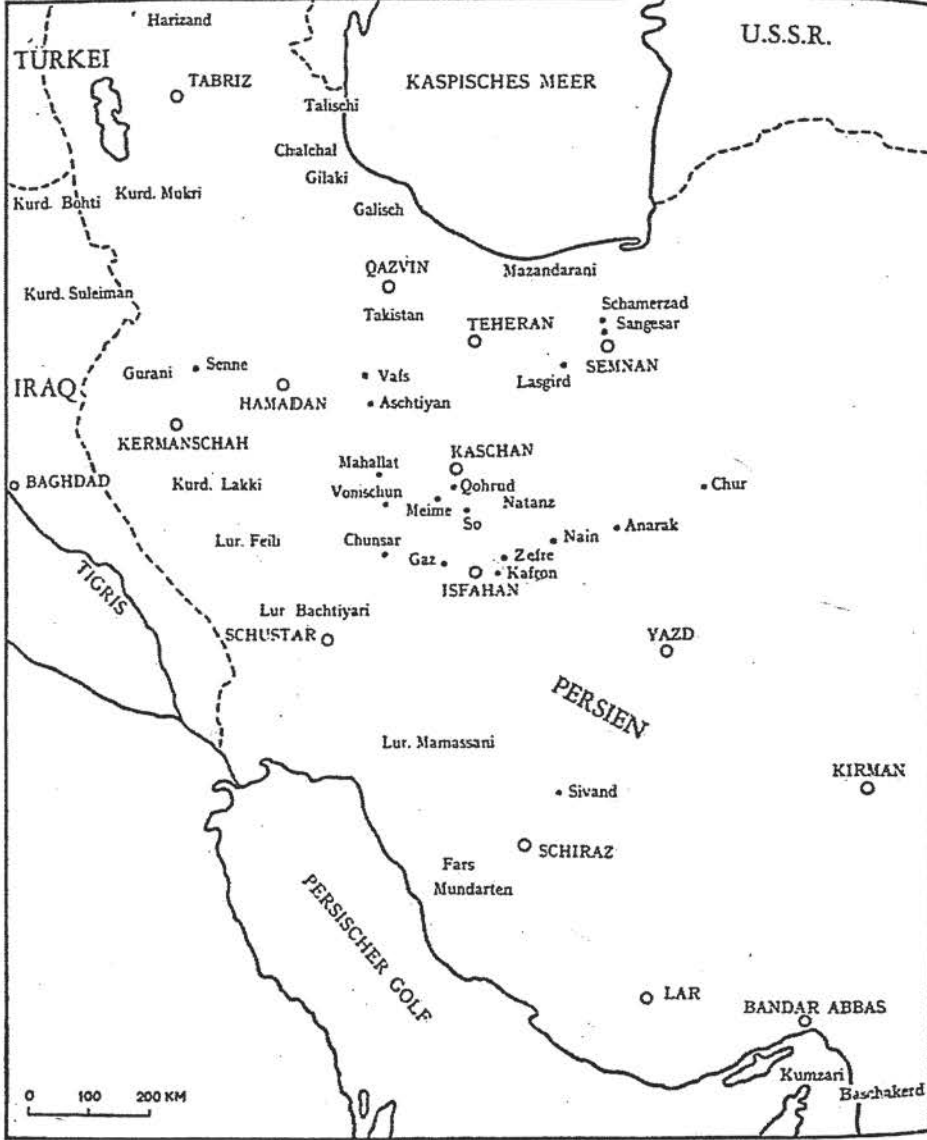 Harizand
U.S.S.R.
TÜRKEI
TABRIZ
KASPISCHES MEER
Talischi
Chalchal
Gilaki
Kurd. Bohti
Kurd. Mukri
Galisch
QAZVIN
Mazandarani
Kurd. Suleiman
Takistan
TEHERAN
Schamerzad
Sangesar
SEMNAN
Gurani
Senne
Vafs
Lasgird
IRAQ
HAMADAN
Aschtiyan
KERMANSCHAH
KASCHAN
Mahallat
BAGHDAD
Kurd. Lakki
Vonischun
Qohrud
Chur
Meime
Natanz
So
Anarak
Lur. Feili
Chunsar
Nain
Gaz
Zefre
Kafron
ISFAHAN
TIGRIS
Lur Bachtiyari
SCHUSTAR
YAZD
PERSIEN
Lur. Mamassani
KIRMAN
Sivand
SCHIRAZ
Fars
Mundarten
PERSISCHER GOLF
LAR
BANDAR ABBAS
Kumzari
Baschakerd
0 100 200 KM